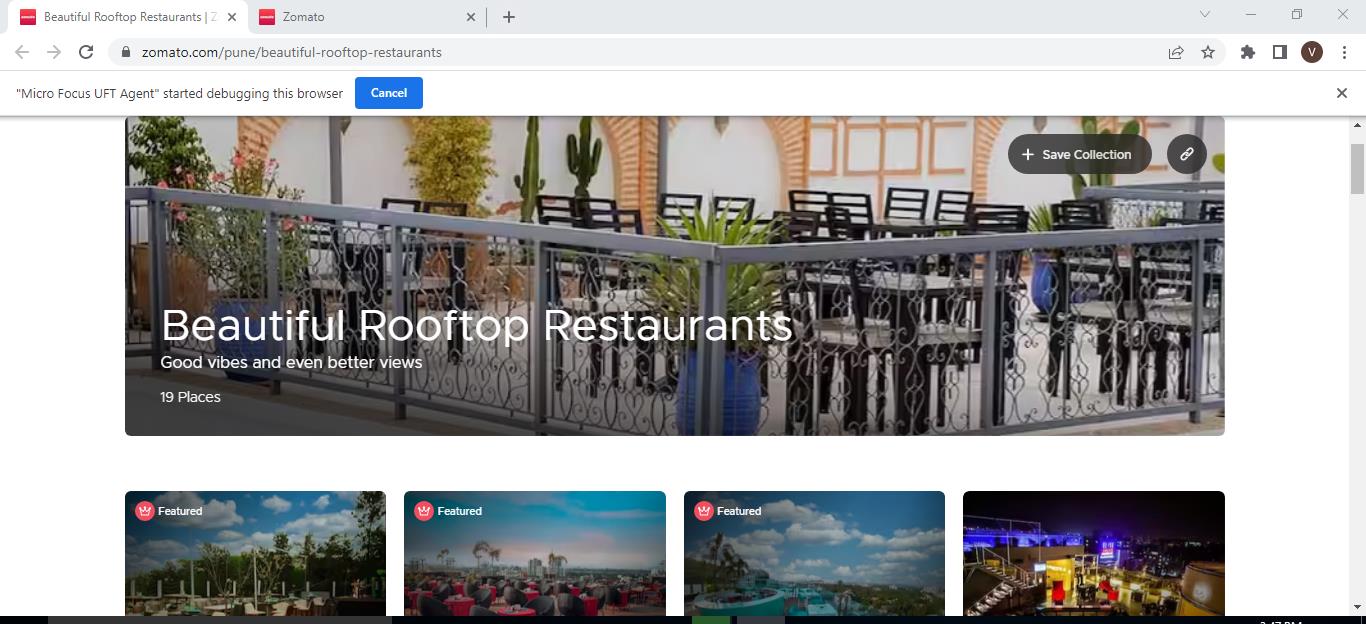 Beautiful Rooftop Restaurants | Z
Zomato
zomato.com/pune/beautiful-rooftop-restaurants
V
"Micro Focus UFT Agent" started debugging this browser
Cancel
+ Save Collection
Beautiful Rooftop Restaurants
Good vibes and even better views
19 Places
Featured
Featured
Featured